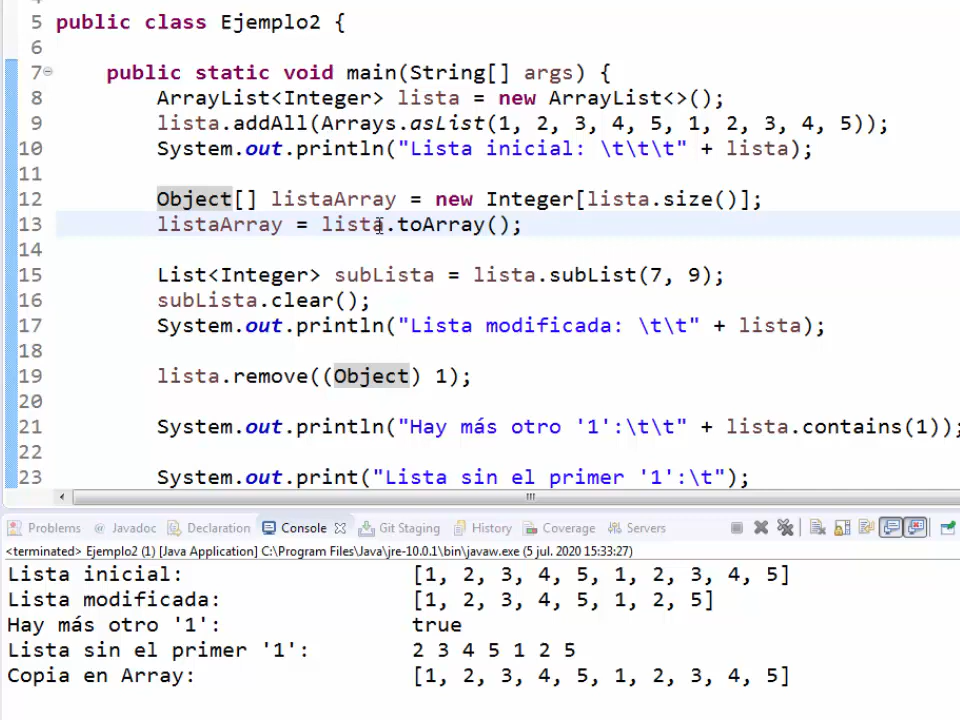 5 public class Ejemplo2 {
6
7 public static void main(String[] args) {
8 ArrayList<Integer> lista = new ArrayList<>();
9 lista.addAll(Arrays.asList(1, 2, 3, 4, 5, 1, 2, 3, 4, 5));
10 System.out.println("Lista inicial: \t\t\t" + lista);
11
12 Object[] listaArray = new Integer[lista.size()];
13 listaArray = lista.toArray();
14
15 List<Integer> subLista = lista.subList(7, 9);
16 subLista.clear();
17 System.out.println("Lista modificada: \t\t" + lista);
18
19 lista.remove((Object) 1);
20
21 System.out.println("Hay más otro '1':\t\t" + lista.contains(1));
22
23 System.out.print("Lista sin el primer '1':\t");
Problems @ Javadoc Declaration Console Git Staging History Coverage Servers
<terminated> Ejemplo2 (1) [Java Application] C:\Program Files\Java\jre-10.0.1\bin\javaw.exe (5 jul. 2020 15:33:27)
Lista inicial: [1, 2, 3, 4, 5, 1, 2, 3, 4, 5]
Lista modificada: [1, 2, 3, 4, 5, 1, 2, 5]
Hay más otro '1': true
Lista sin el primer '1': 2 3 4 5 1 2 5
Copia en Array: [1, 2, 3, 4, 5, 1, 2, 3, 4, 5]